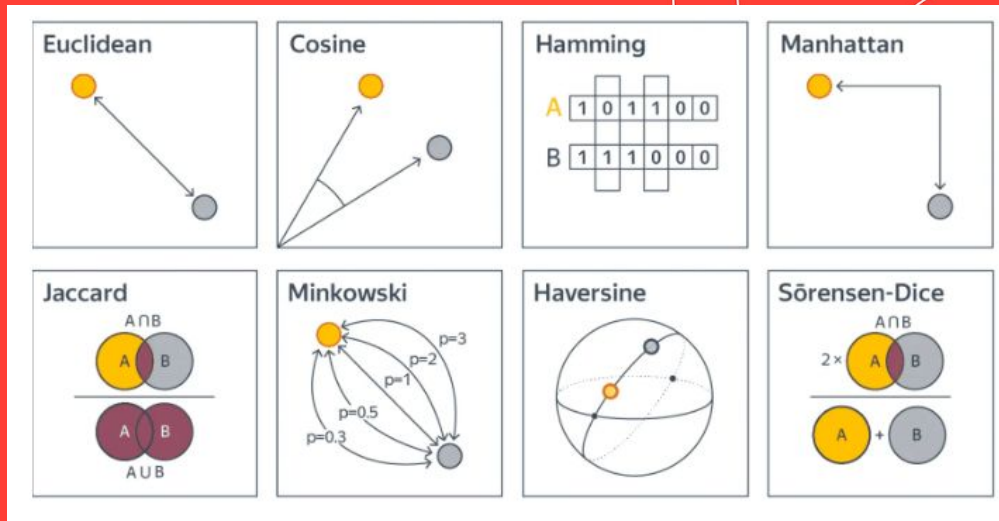 Euclidean
Cosine
Hamming
A 1 0 1 1 0 0
B 1 1 1 0 0 0
Manhattan
Jaccard
A∩B
A B
A B
A∪B
Minkowski
p=3
p=2
p=1
p=0.5
p=0.3
Haversine
Sõrensen-Dice
A∩B
2× A B
A + B